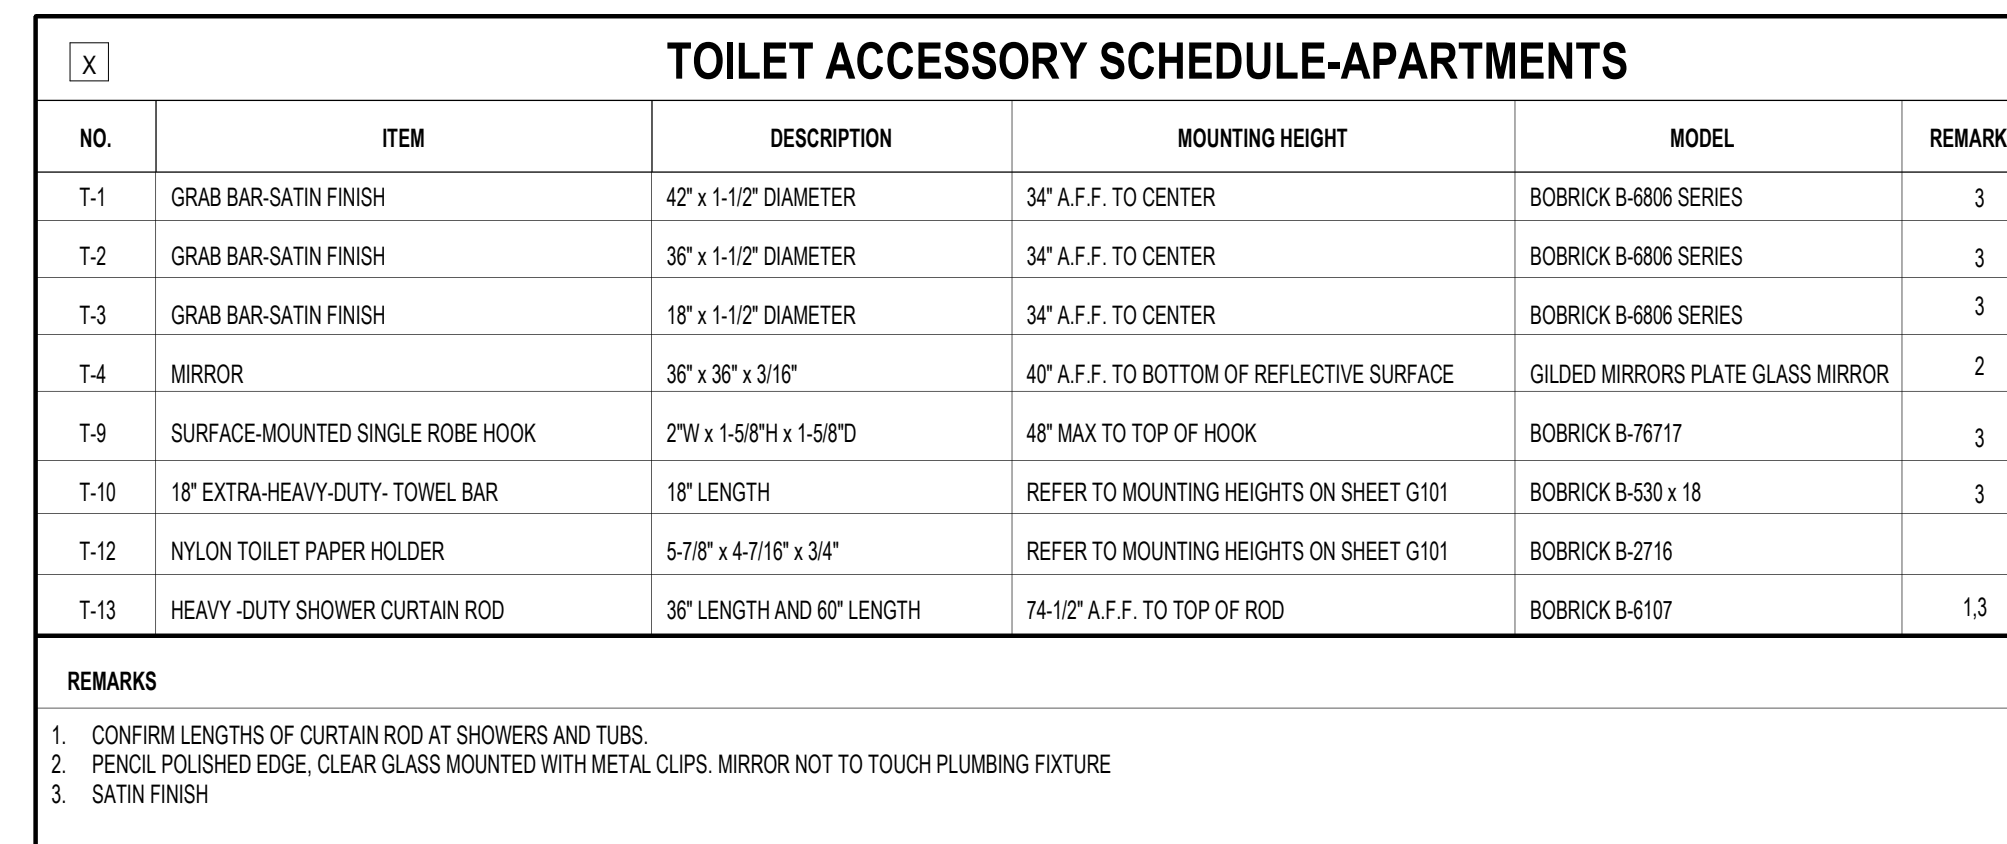 X
TOILET ACCESSORY SCHEDULE-APARTMENTS
NO. ITEM DESCRIPTION MOUNTING HEIGHT MODEL REMARK
T-1 GRAB BAR-SATIN FINISH 42" x 1-1/2" DIAMETER 34" A.F.F. TO CENTER BOBRICK B-6806 SERIES 3
T-2 GRAB BAR-SATIN FINISH 36" x 1-1/2" DIAMETER 34" A.F.F. TO CENTER BOBRICK B-6806 SERIES 3
T-3 GRAB BAR-SATIN FINISH 18" x 1-1/2" DIAMETER 34" A.F.F. TO CENTER BOBRICK B-6806 SERIES 3
T-4 MIRROR 36" x 36" x 3/16" 40" A.F.F. TO BOTTOM OF REFLECTIVE SURFACE GILDED MIRRORS PLATE GLASS MIRROR 2
T-9 SURFACE-MOUNTED SINGLE ROBE HOOK 2"W x 1-5/8"H x 1-5/8"D 48" MAX TO TOP OF HOOK BOBRICK B-76717 3
T-10 18" EXTRA-HEAVY-DUTY- TOWEL BAR 18" LENGTH REFER TO MOUNTING HEIGHTS ON SHEET G101 BOBRICK B-530 x 18 3
T-12 NYLON TOILET PAPER HOLDER 5-7/8" x 4-7/16" x 3/4" REFER TO MOUNTING HEIGHTS ON SHEET G101 BOBRICK B-2716
T-13 HEAVY -DUTY SHOWER CURTAIN ROD 36" LENGTH AND 60" LENGTH 74-1/2" A.F.F. TO TOP OF ROD BOBRICK B-6107 1,3
REMARKS
1. CONFIRM LENGTHS OF CURTAIN ROD AT SHOWERS AND TUBS.
2. PENCIL POLISHED EDGE, CLEAR GLASS MOUNTED WITH METAL CLIPS. MIRROR NOT TO TOUCH PLUMBING FIXTURE
3. SATIN FINISH